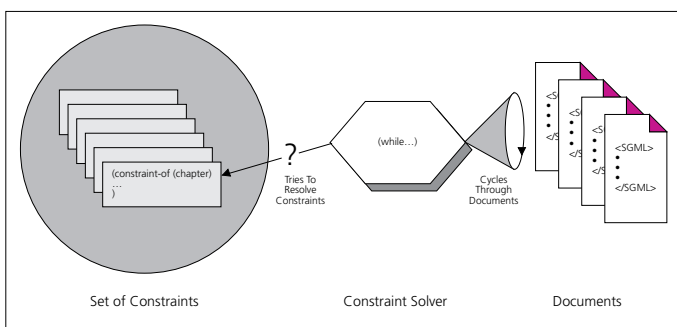 (constraint-of (chapter)
...
)
?
Tries To
Resolve
Constraints
(while...)
Cycles
Through
Documents
<S
</S
<S
</S
<S
</S
<SGML>
</SGML>
Set of Constraints
Constraint Solver
Documents